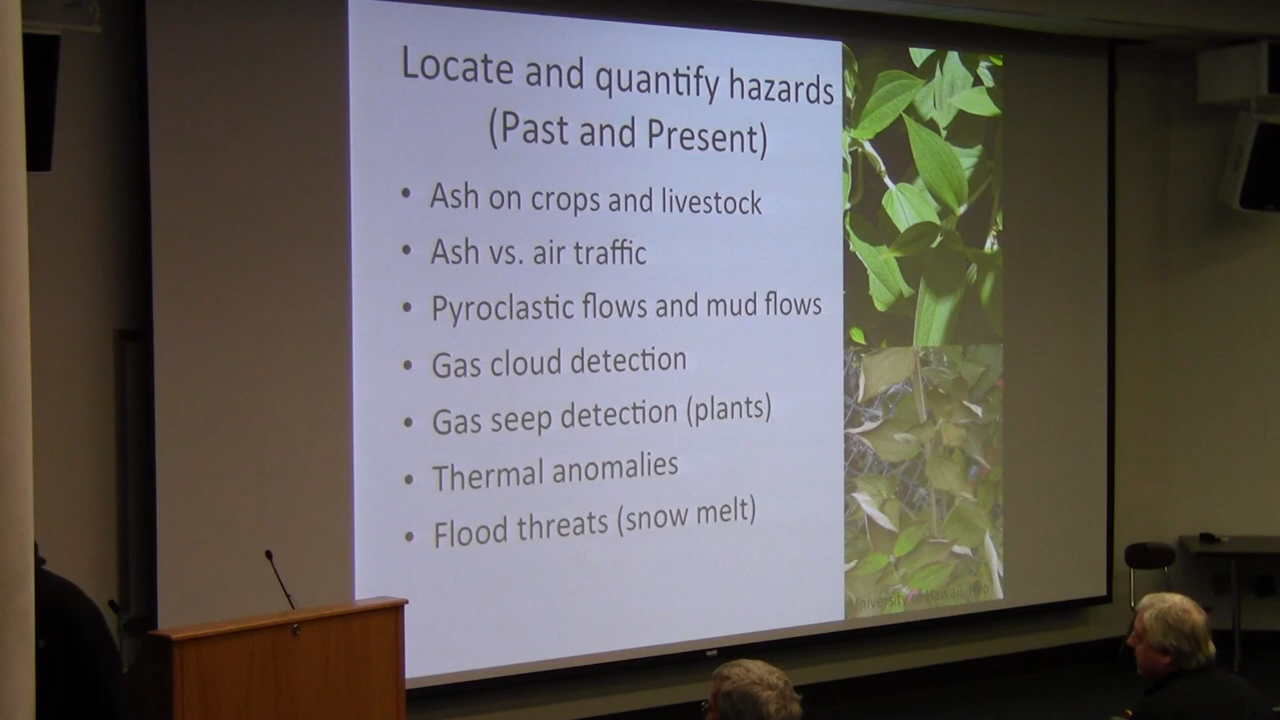 Locate and quantify hazards
(Past and Present)
• Ash on crops and livestock
• Ash vs. air traffic
• Pyroclastic flows and mud flows
• Gas cloud detection
• Gas seep detection (plants)
• Thermal anomalies
• Flood threats (snow melt)
University of Hawaii, Hilo